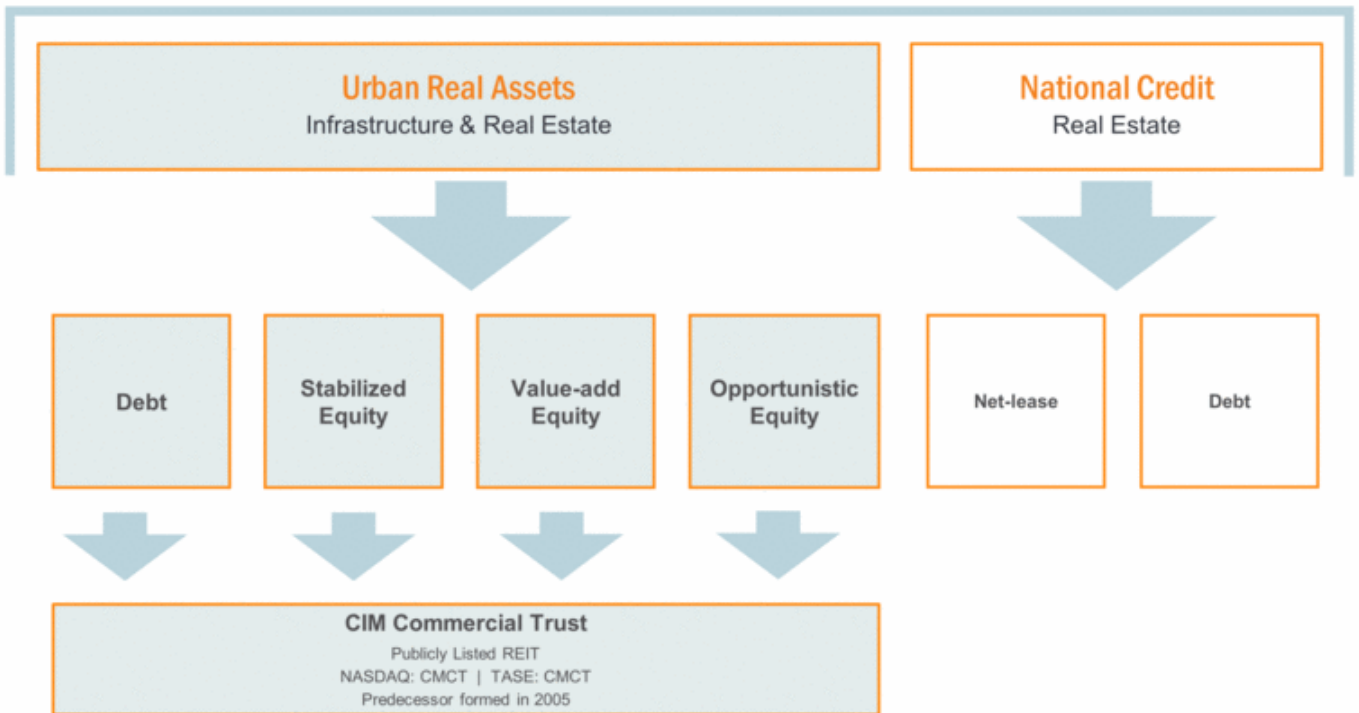 Urban Real Assets
Infrastructure & Real Estate
National Credit
Real Estate
Debt
Stabilized
Equity
Value-add
Equity
Opportunistic
Equity
Net-lease
Debt
CIM Commercial Trust
Publicly Listed REIT
NASDAQ: CMCT | TASE: CMCT
Predecessor formed in 2005